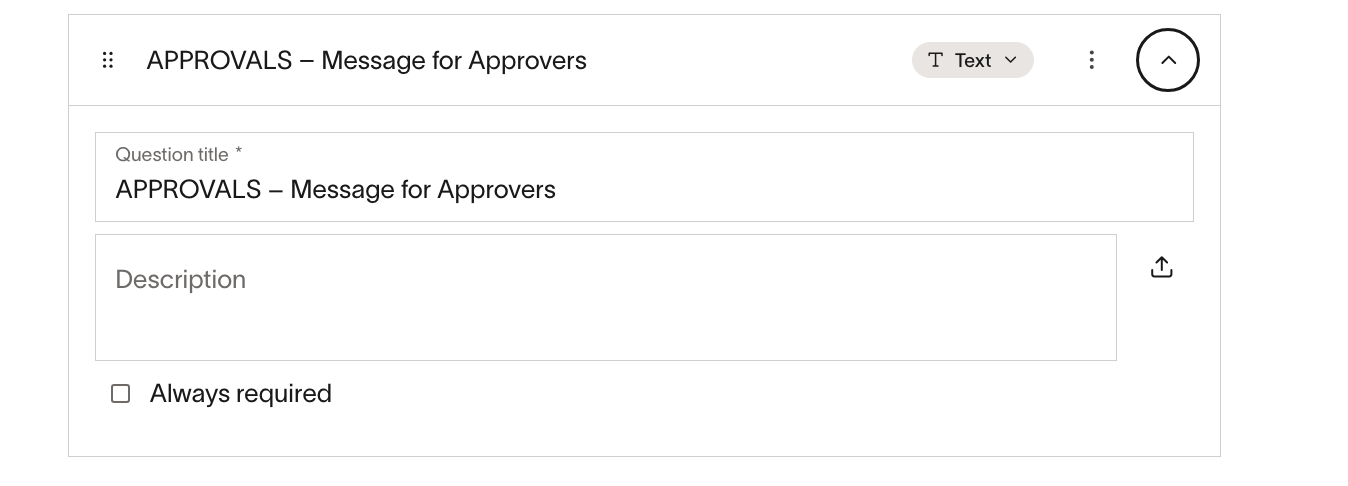 APPROVALS – Message for Approvers
Text
Question title *
APPROVALS – Message for Approvers
Description
Always required